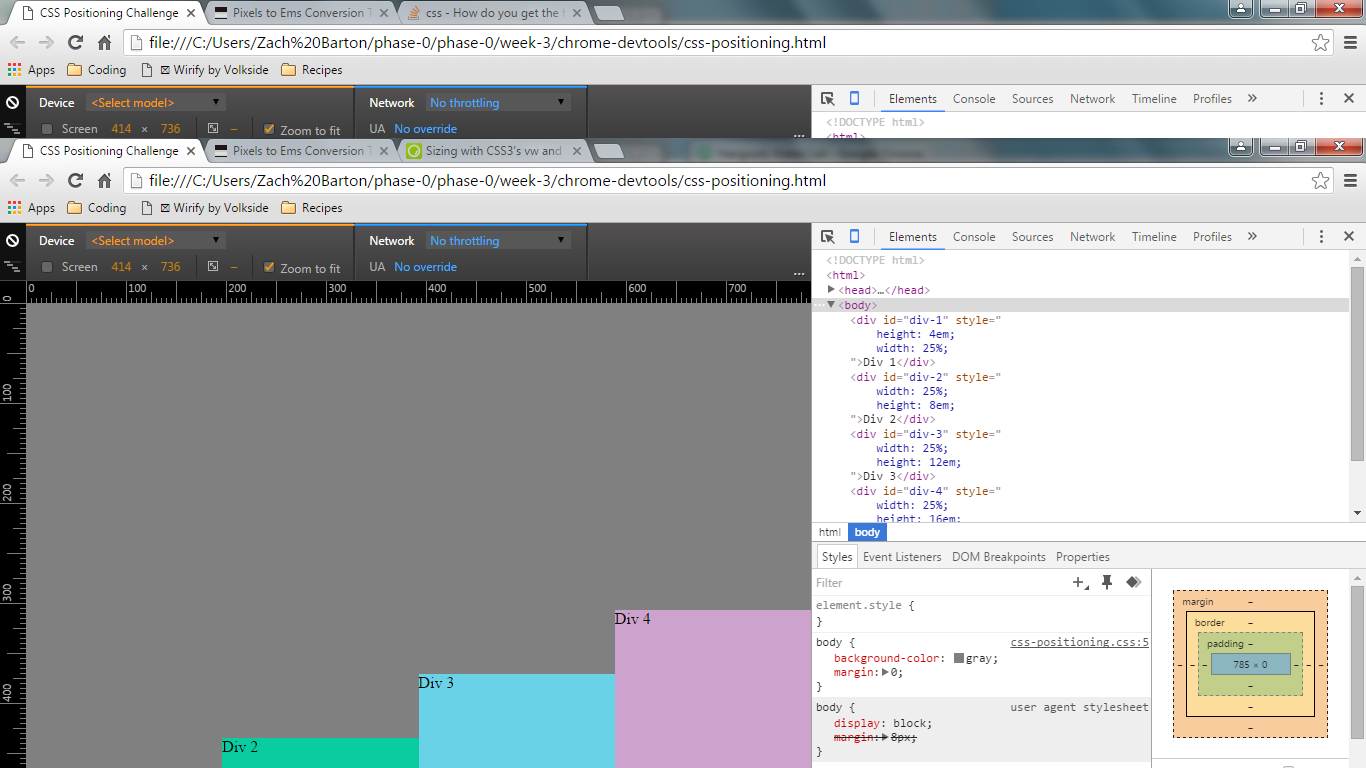 CSS Positioning Challenge
Pixels to Ems Conversion T
css - How do you get the f
file:///C:/Users/Zach%20Barton/phase-0/phase-0/week-3/chrome-devtools/css-positioning.html
Apps Coding Wirify by Volkside Recipes
Device <Select model> Network No throttling
Elements Console Sources Network Timeline Profiles »
Screen 414 × 736 – Zoom to fit UA No override ...
<!DOCTYPE html>
<html>
CSS Positioning Challenge
Pixels to Ems Conversion T
Sizing with CSS3's vw and
file:///C:/Users/Zach%20Barton/phase-0/phase-0/week-3/chrome-devtools/css-positioning.html
Apps Coding Wirify by Volkside Recipes
Device <Select model> Network No throttling
Elements Console Sources Network Timeline Profiles »
Screen 414 × 736 – Zoom to fit UA No override ...
0 100 200 300 400 500 600 700
0
100
200
300
400
Div 4
Div 3
Div 2
<!DOCTYPE html>
<html>
<head>…</head>
<body>
<div id="div-1" style="
height: 4em;
width: 25%;
">Div 1</div>
<div id="div-2" style="
width: 25%;
height: 8em;
">Div 2</div>
<div id="div-3" style="
width: 25%;
height: 12em;
">Div 3</div>
<div id="div-4" style="
width: 25%;
height: 16em;
html body
Styles Event Listeners DOM Breakpoints Properties
Filter
element.style {
}
body { css-positioning.css:5
background-color: gray;
margin: 0;
}
body { user agent stylesheet
display: block;
margin: 8px;
}
margin –
border –
padding –
– – – 785 × 0 – – –
–
–
–